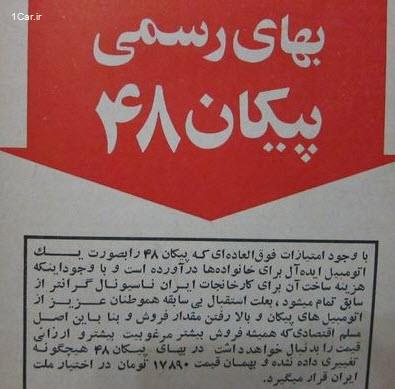 1Car.ir
بهای رسمی
پیکان ۴۸
با وجود امتیازات فوق‌العاده‌ای که پیکان ۴۸ را بصورت یک
اتومبیل ایده‌آل برای خانواده‌ها درآورده است و با وجود اینکه
هزینه ساخت آن برای کارخانجات ایران ناسیونال گرانتر از
سابق تمام میشود، بعلت استقبال بی‌سابقه هموطنان عزیز از
اتومبیل‌های پیکان و بالا رفتن مقدار فروش و بنا باین اصل
مسلم اقتصادی که همیشه فروش بیشتر مرغوبیت بیشتر و ارزانی
قیمت را بدنبال خواهد داشت در بهای پیکان ۴۸ هیچگونه
تغییری داده نشده و بهمان قیمت ۱۷۸۹۰ تومان در اختیار ملت
ایران قرار میگیرد.